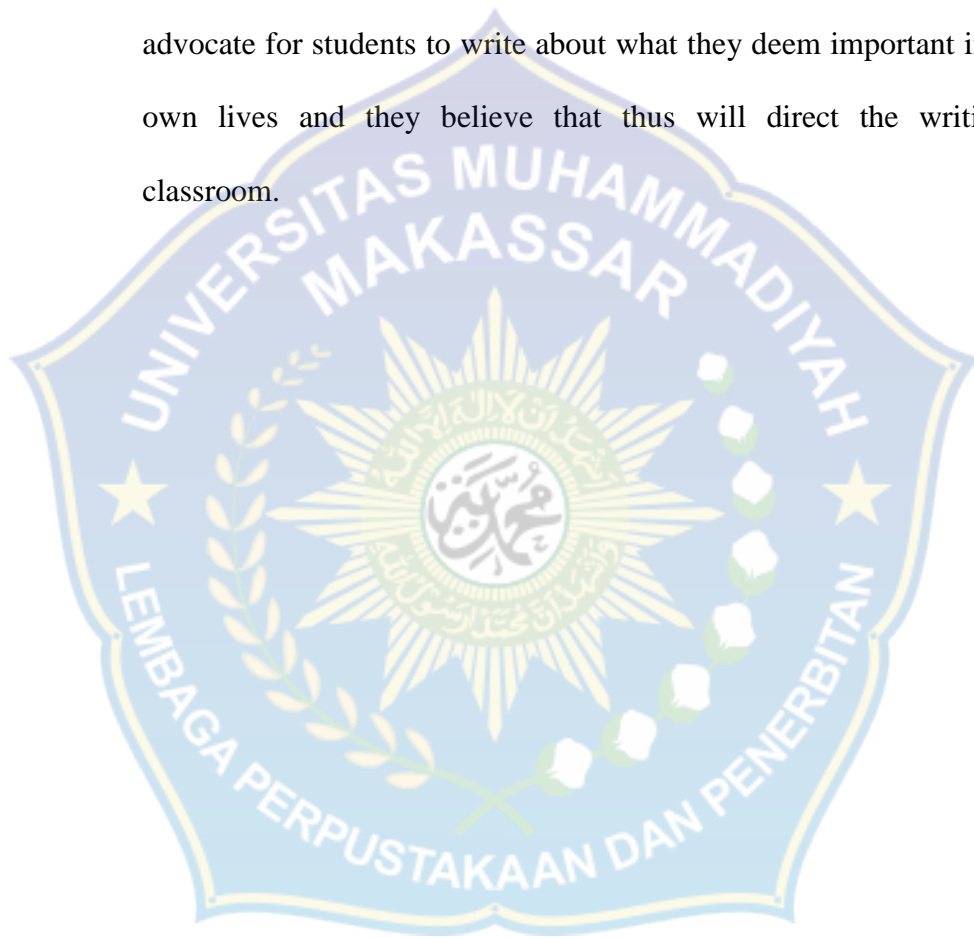 advocate for students to write about what they deem important i
own lives and they believe that thus will direct the writi
classroom.
UNIVERSITAS MUHAMMADIYAH
MAKASSAR
LEMBAGA PERPUSTAKAAN DAN PENERBITAN